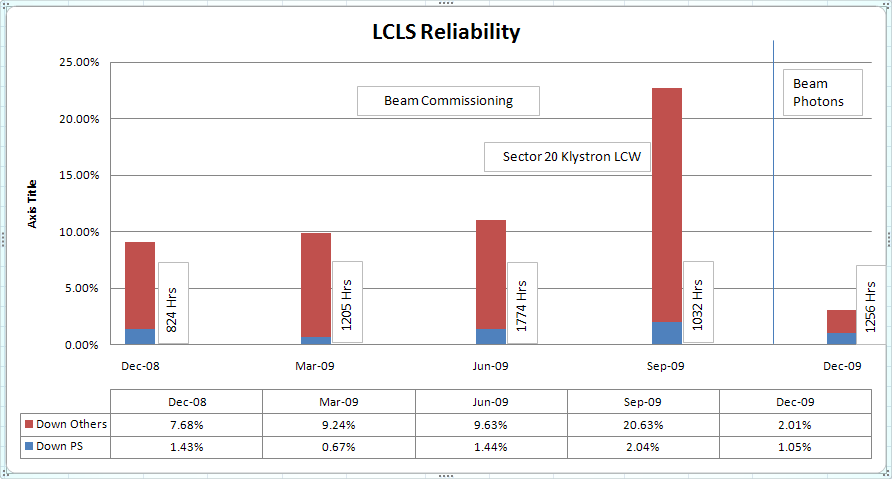 LCLS Reliability
25.00%
20.00%
15.00%
10.00%
5.00%
0.00%
Axis Title
Beam Commissioning
Sector 20 Klystron LCW
Beam
Photons
824 Hrs
1205 Hrs
1774 Hrs
1032 Hrs
1256 Hrs
Dec-08 Mar-09 Jun-09 Sep-09 Dec-09
Dec-08 Mar-09 Jun-09 Sep-09 Dec-09
Down Others 7.68% 9.24% 9.63% 20.63% 2.01%
Down PS 1.43% 0.67% 1.44% 2.04% 1.05%